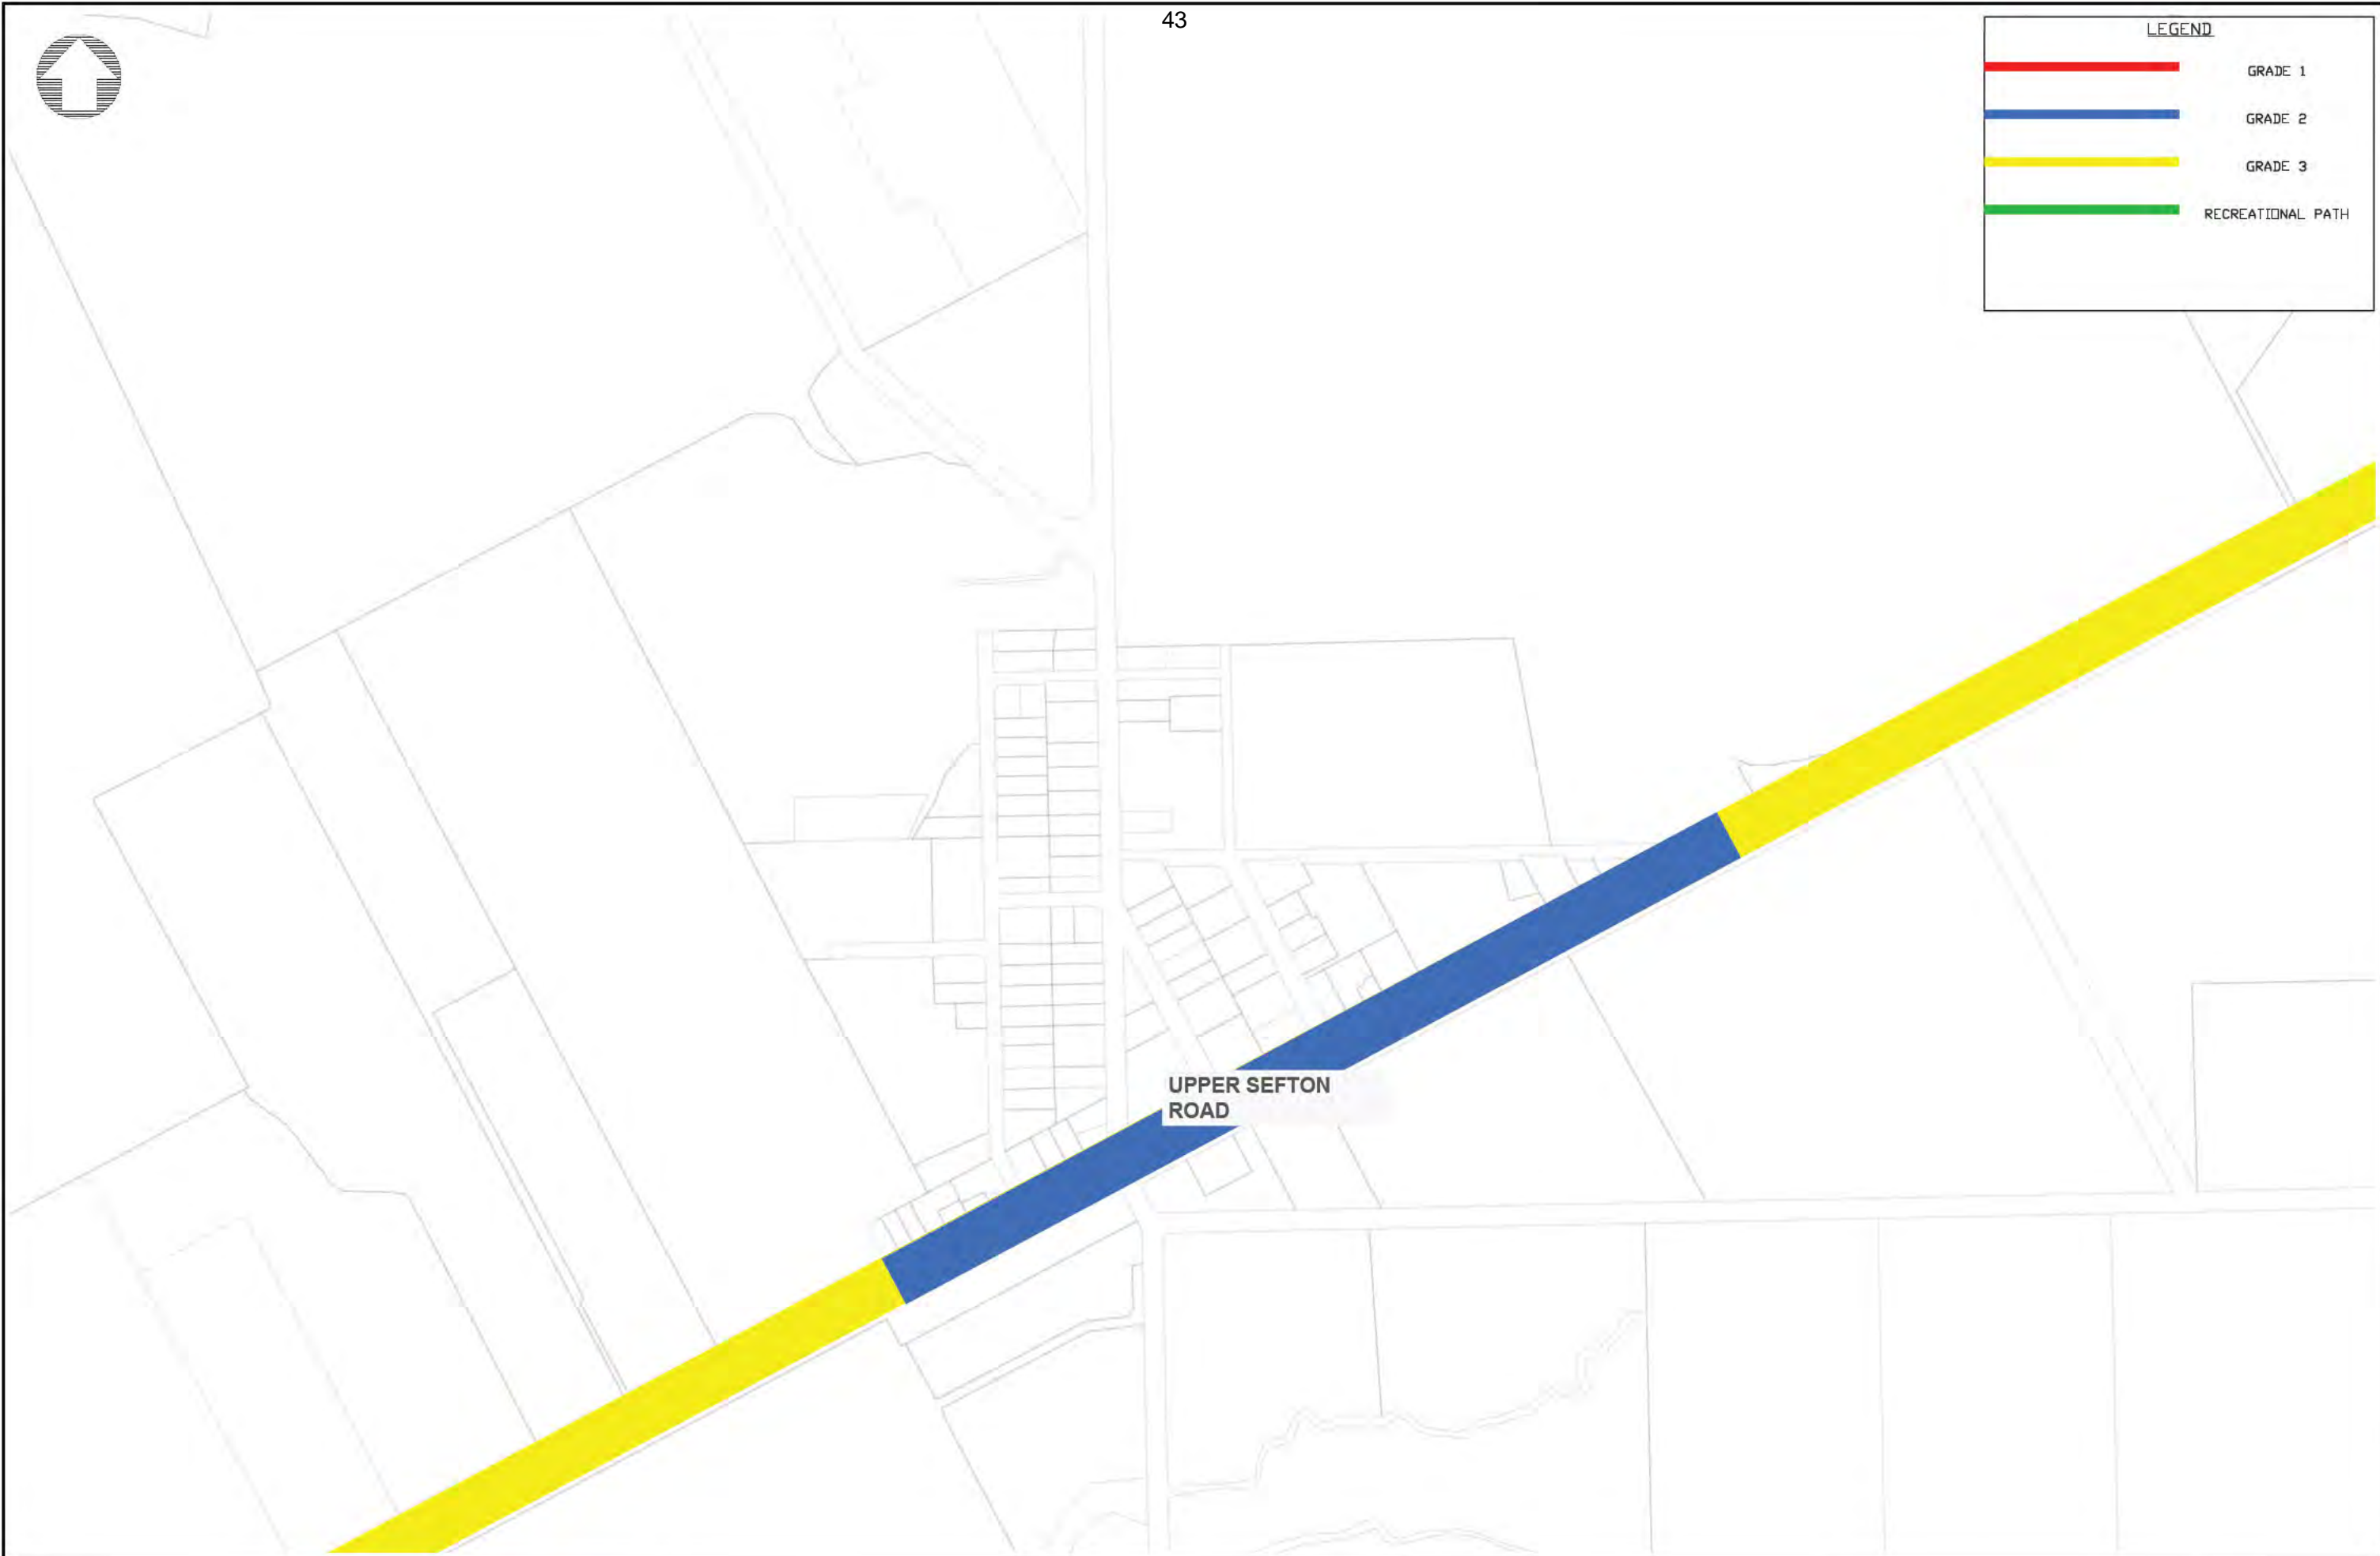 43
LEGEND
GRADE 1
GRADE 2
GRADE 3
RECREATIONAL PATH
UPPER SEFTON
ROAD